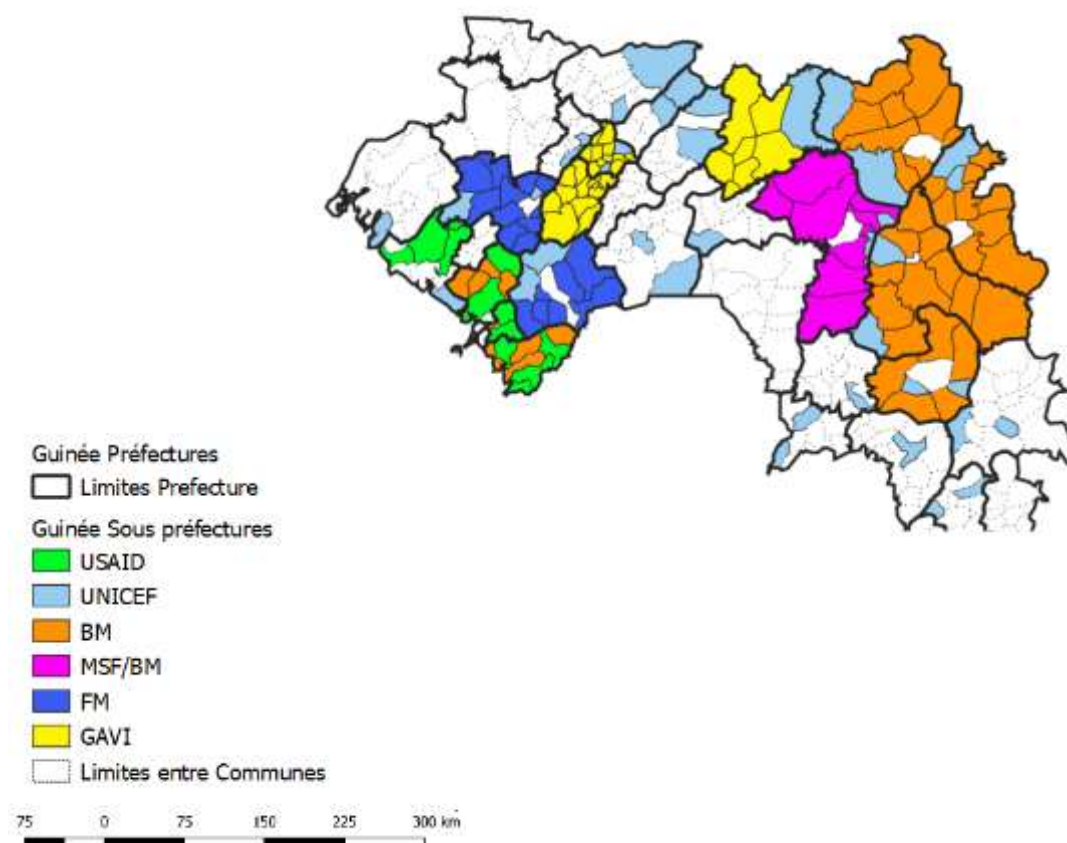 Guinée Préfectures
Limites Prefecture
Guinée Sous préfectures
USAID
UNICEF
BM
MSF/BM
FM
GAVI
Limites entre Communes
75 0 75 150 225 300 km